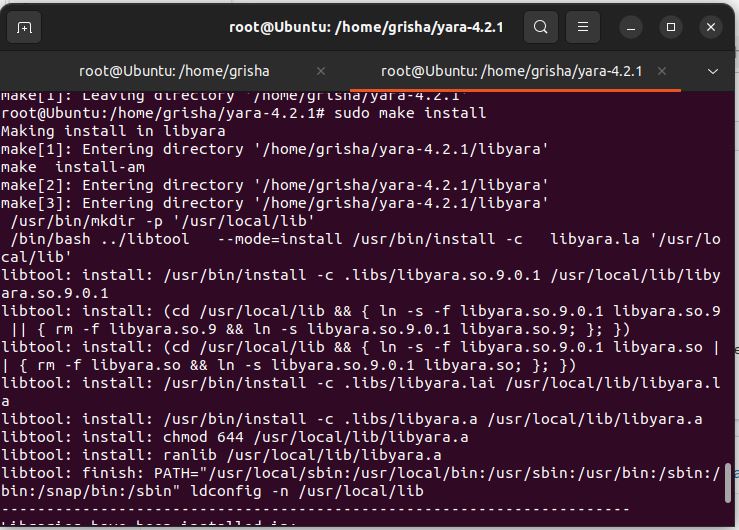 root@Ubuntu: /home/grisha/yara-4.2.1
root@Ubuntu: /home/grisha
root@Ubuntu: /home/grisha/yara-4.2.1
make[1]: Leaving directory '/home/grisha/yara-4.2.1'
root@Ubuntu:/home/grisha/yara-4.2.1# sudo make install
Making install in libyara
make[1]: Entering directory '/home/grisha/yara-4.2.1/libyara'
make  install-am
make[2]: Entering directory '/home/grisha/yara-4.2.1/libyara'
make[3]: Entering directory '/home/grisha/yara-4.2.1/libyara'
 /usr/bin/mkdir -p '/usr/local/lib'
 /bin/bash ../libtool   --mode=install /usr/bin/install -c   libyara.la '/usr/lo
cal/lib'
libtool: install: /usr/bin/install -c .libs/libyara.so.9.0.1 /usr/local/lib/liby
ara.so.9.0.1
libtool: install: (cd /usr/local/lib && { ln -s -f libyara.so.9.0.1 libyara.so.9
 || { rm -f libyara.so.9 && ln -s libyara.so.9.0.1 libyara.so.9; }; })
libtool: install: (cd /usr/local/lib && { ln -s -f libyara.so.9.0.1 libyara.so |
| { rm -f libyara.so && ln -s libyara.so.9.0.1 libyara.so; }; })
libtool: install: /usr/bin/install -c .libs/libyara.lai /usr/local/lib/libyara.l
a
libtool: install: /usr/bin/install -c .libs/libyara.a /usr/local/lib/libyara.a
libtool: install: chmod 644 /usr/local/lib/libyara.a
libtool: install: ranlib /usr/local/lib/libyara.a
libtool: finish: PATH="/usr/local/sbin:/usr/local/bin:/usr/sbin:/usr/bin:/sbin:/
bin:/snap/bin:/sbin" ldconfig -n /usr/local/lib
----------------------------------------------------------------------
Libraries have been installed in: